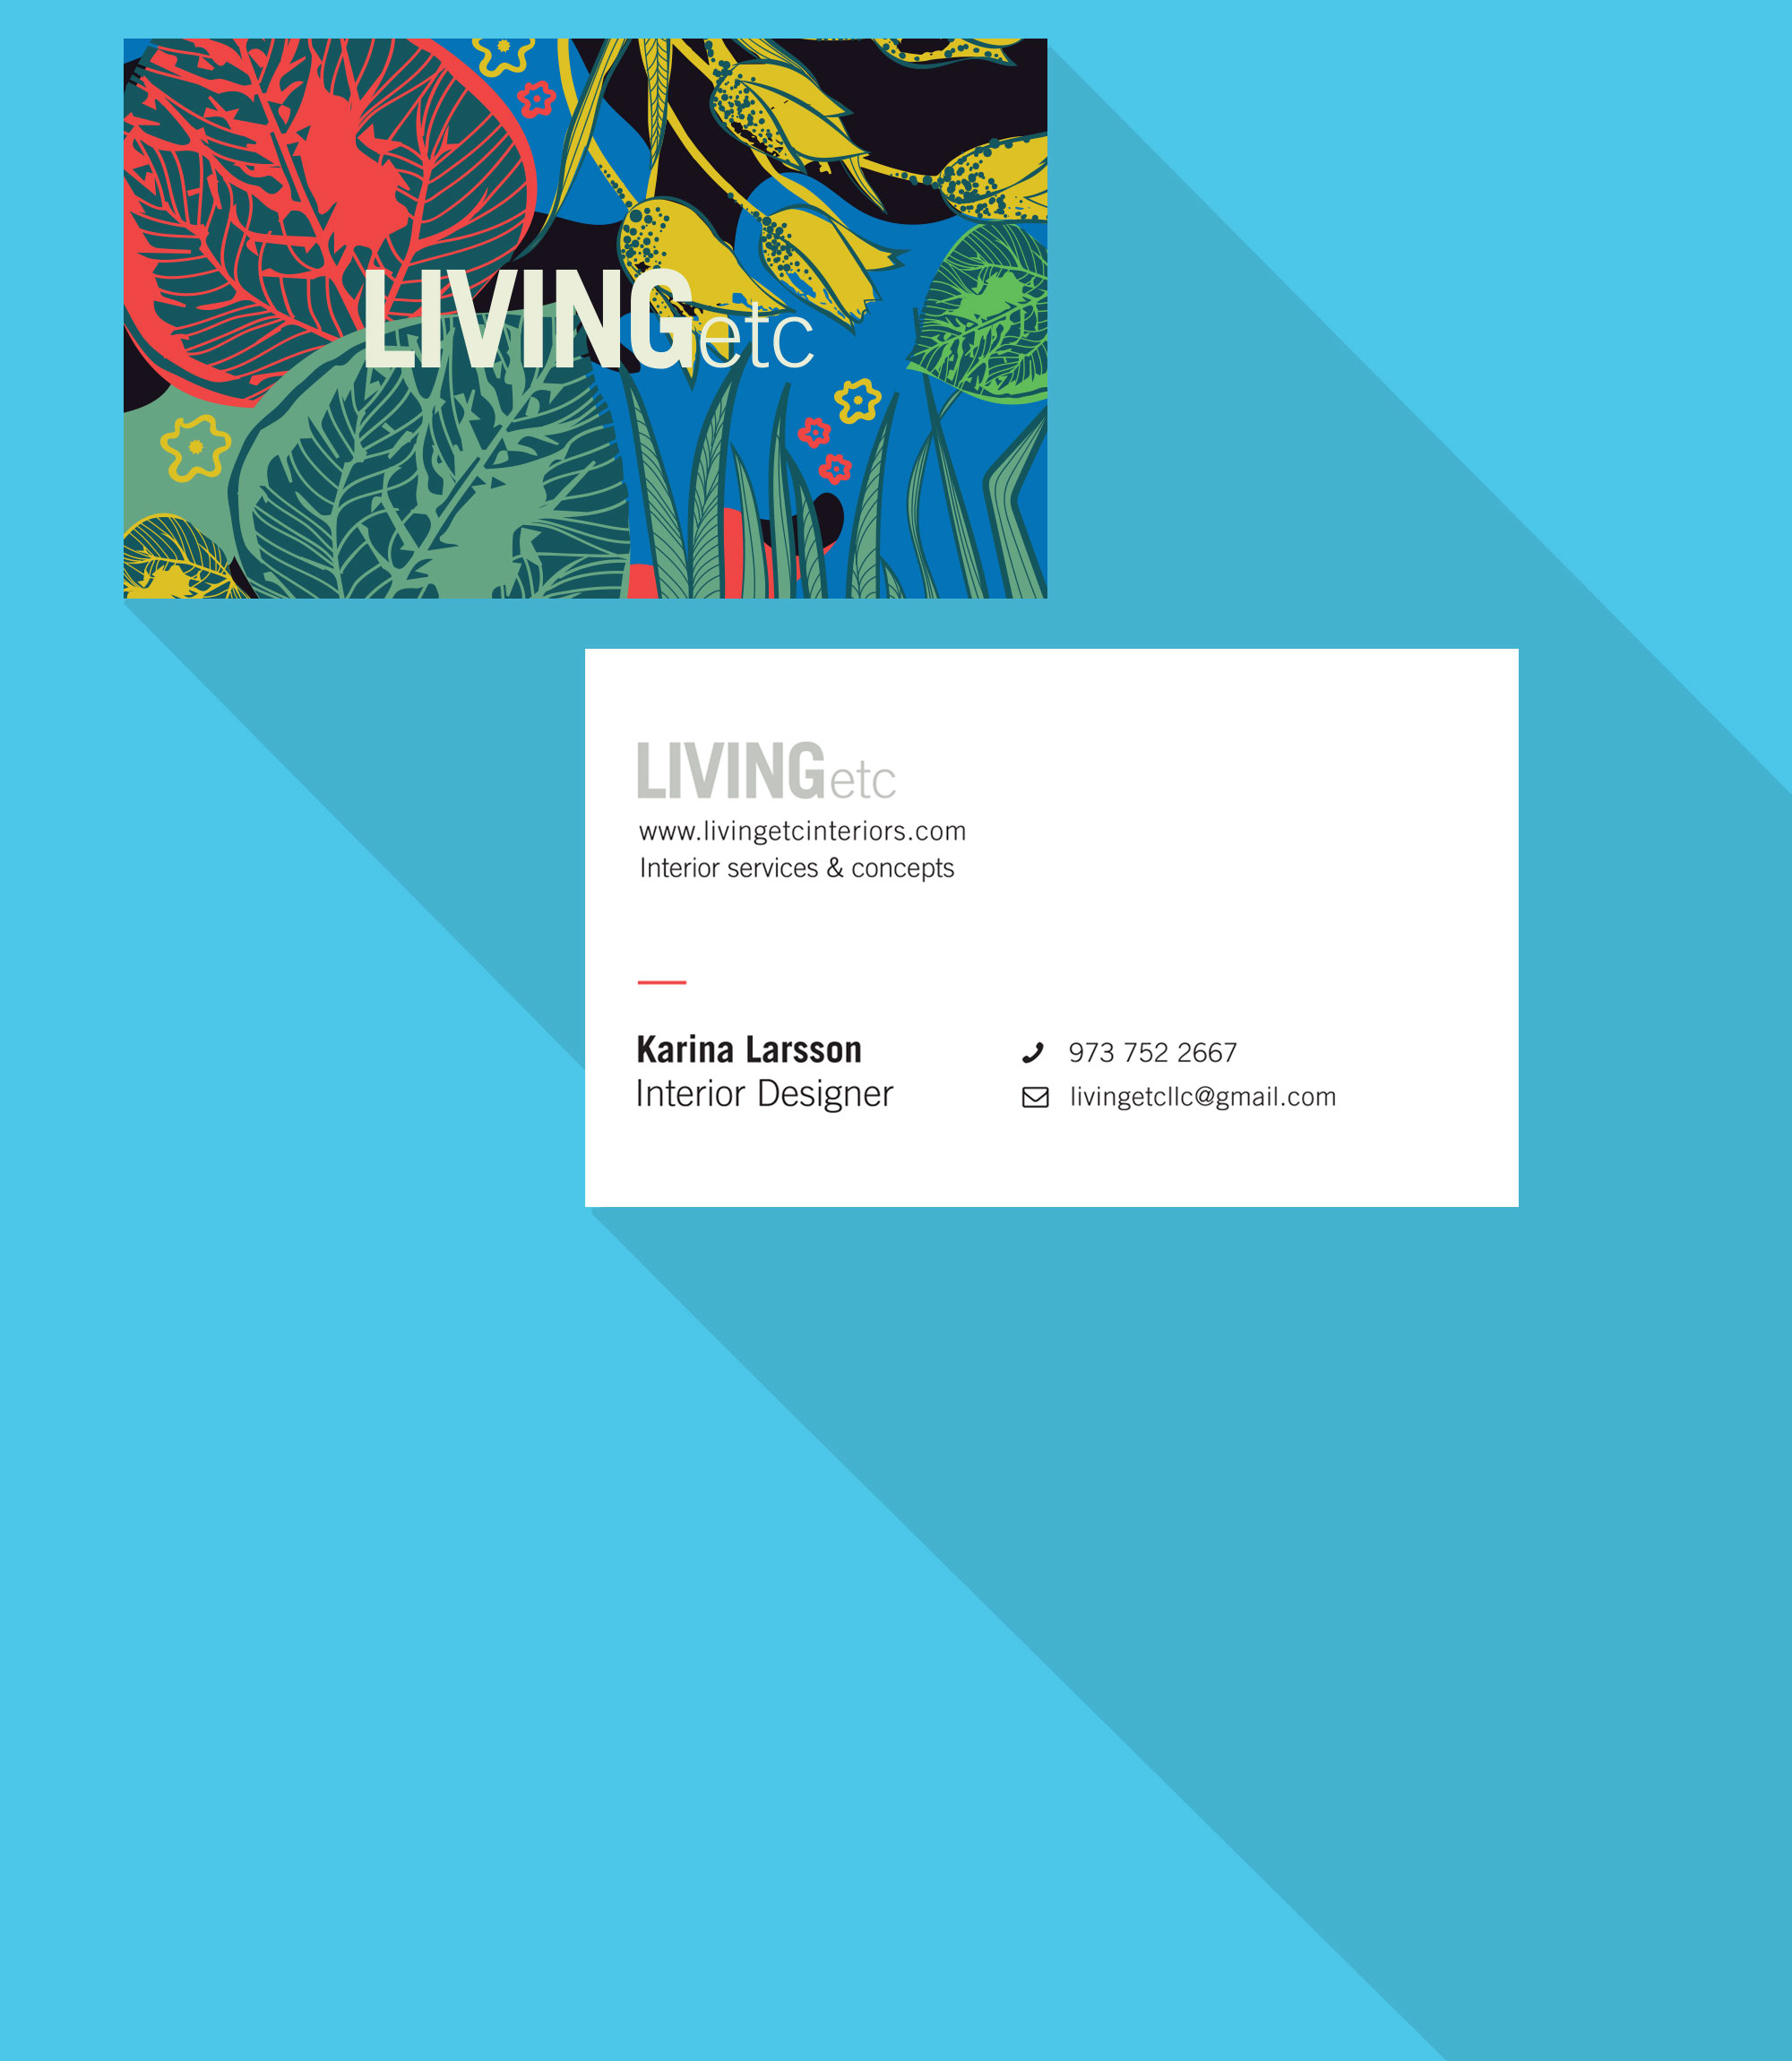 LIVINGetc
LIVINGetc
www.livingetcinteriors.com
Interior services & concepts
Karina Larsson
Interior Designer
973 752 2667
livingetcllc@gmail.com